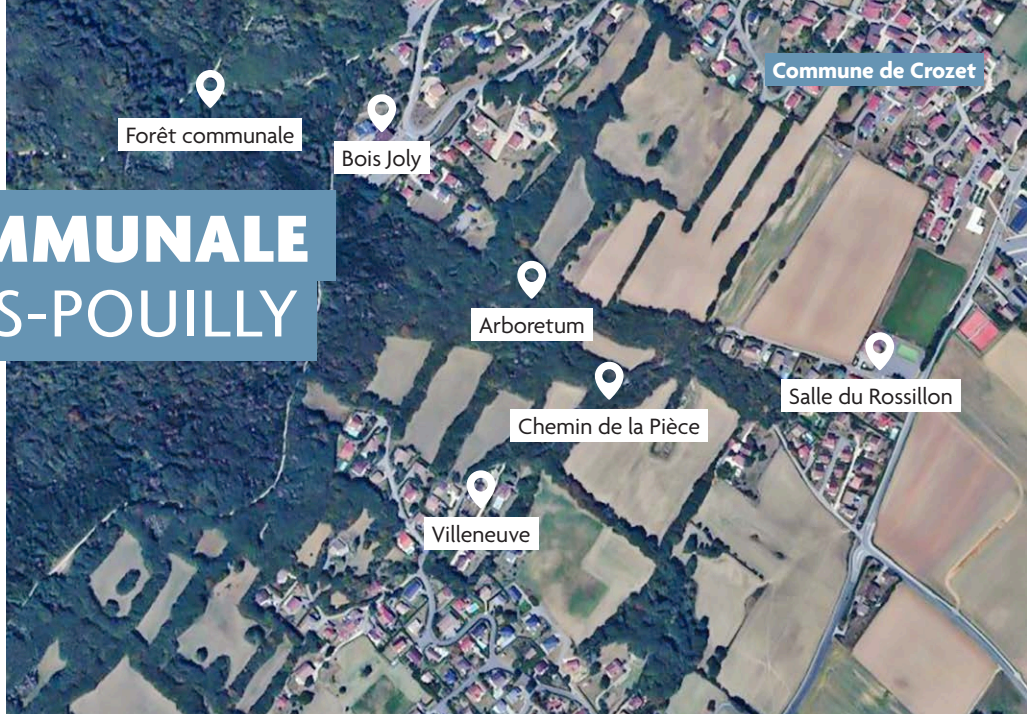 Commune de Crozet
Forêt communale
Bois Joly
MMUNALE
S-POUILLY
Arboretum
Salle du Rossillon
Chemin de la Pièce
Villeneuve